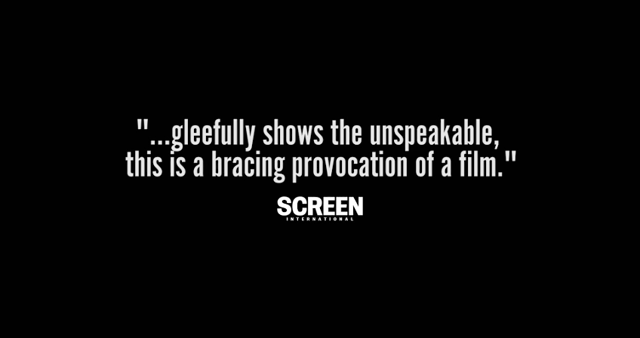 "...gleefully shows the unspeakable,
this is a bracing provocation of a film."
SCREEN
INTERNATIONAL